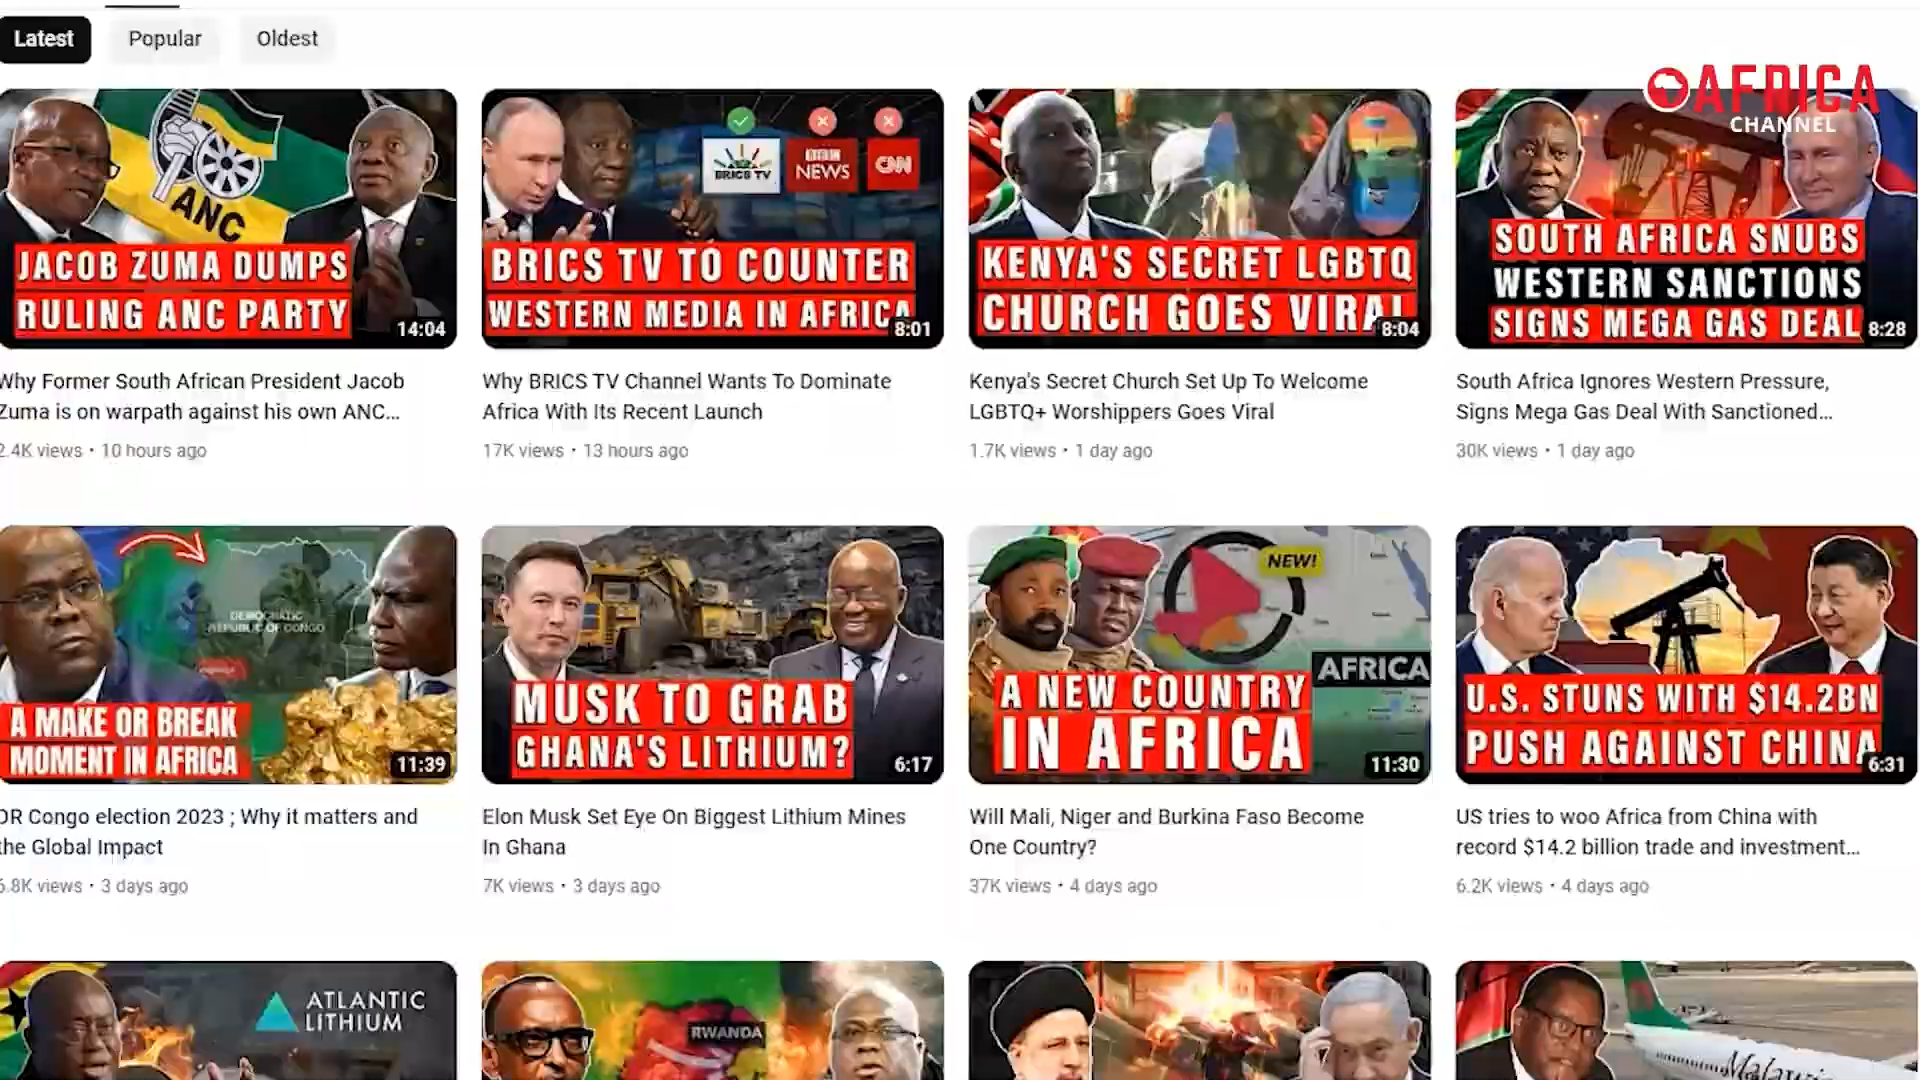 Latest
Popular
Oldest
AFRICA
CHANNEL
ANC
JACOB ZUMA DUMPS
RULING ANC PARTY
14:04
BRICS TV
BBC
NEWS
CNN
BRICS TV TO COUNTER
WESTERN MEDIA IN AFRICA
8:01
KENYA'S SECRET LGBTQ
CHURCH GOES VIRAL
8:04
SOUTH AFRICA SNUBS
WESTERN SANCTIONS
SIGNS MEGA GAS DEAL
8:28
Why Former South African President Jacob
Zuma is on warpath against his own ANC...
2.4K views • 10 hours ago
Why BRICS TV Channel Wants To Dominate
Africa With Its Recent Launch
17K views • 13 hours ago
Kenya's Secret Church Set Up To Welcome
LGBTQ+ Worshippers Goes Viral
1.7K views • 1 day ago
South Africa Ignores Western Pressure,
Signs Mega Gas Deal With Sanctioned...
30K views • 1 day ago
DEMOCRATIC
REPUBLIC OF CONGO
A MAKE OR BREAK
MOMENT IN AFRICA
11:39
MUSK TO GRAB
GHANA'S LITHIUM?
6:17
NEW!
AFRICA
A NEW COUNTRY
IN AFRICA
11:30
U.S. STUNS WITH $14.2BN
PUSH AGAINST CHINA
6:31
DR Congo election 2023 ; Why it matters and
the Global Impact
6.8K views • 3 days ago
Elon Musk Set Eye On Biggest Lithium Mines
In Ghana
7K views • 3 days ago
Will Mali, Niger and Burkina Faso Become
One Country?
37K views • 4 days ago
US tries to woo Africa from China with
record $14.2 billion trade and investment...
6.2K views • 4 days ago
ATLANTIC
LITHIUM
RWANDA